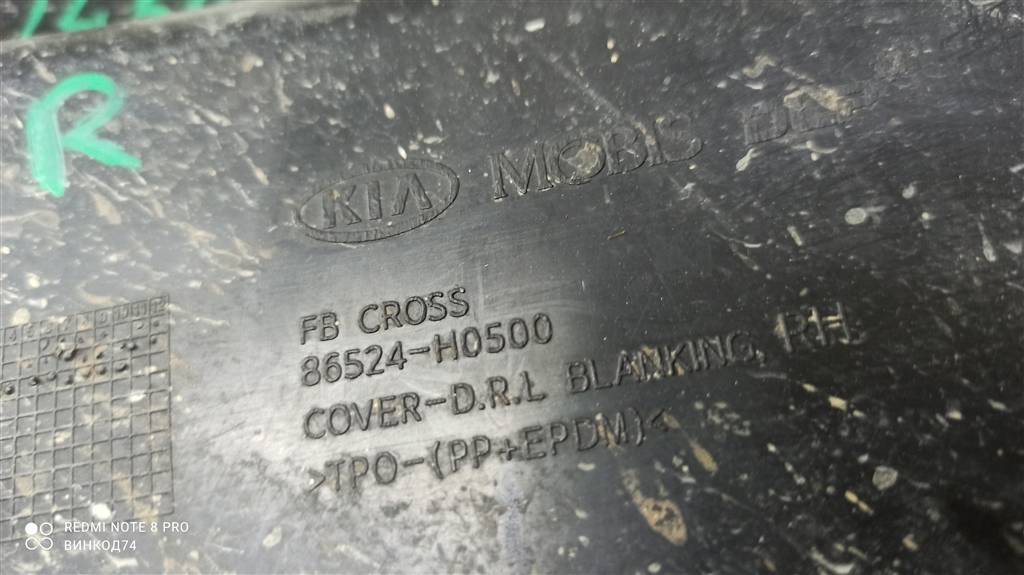 R
KIA MOBIS
FB CROSS
86524-H0500
COVER-D.R.L BLANKING, RH
>TPO-(PP+EPDM)<
REDMI NOTE 8 PRO
ВИНКОД74